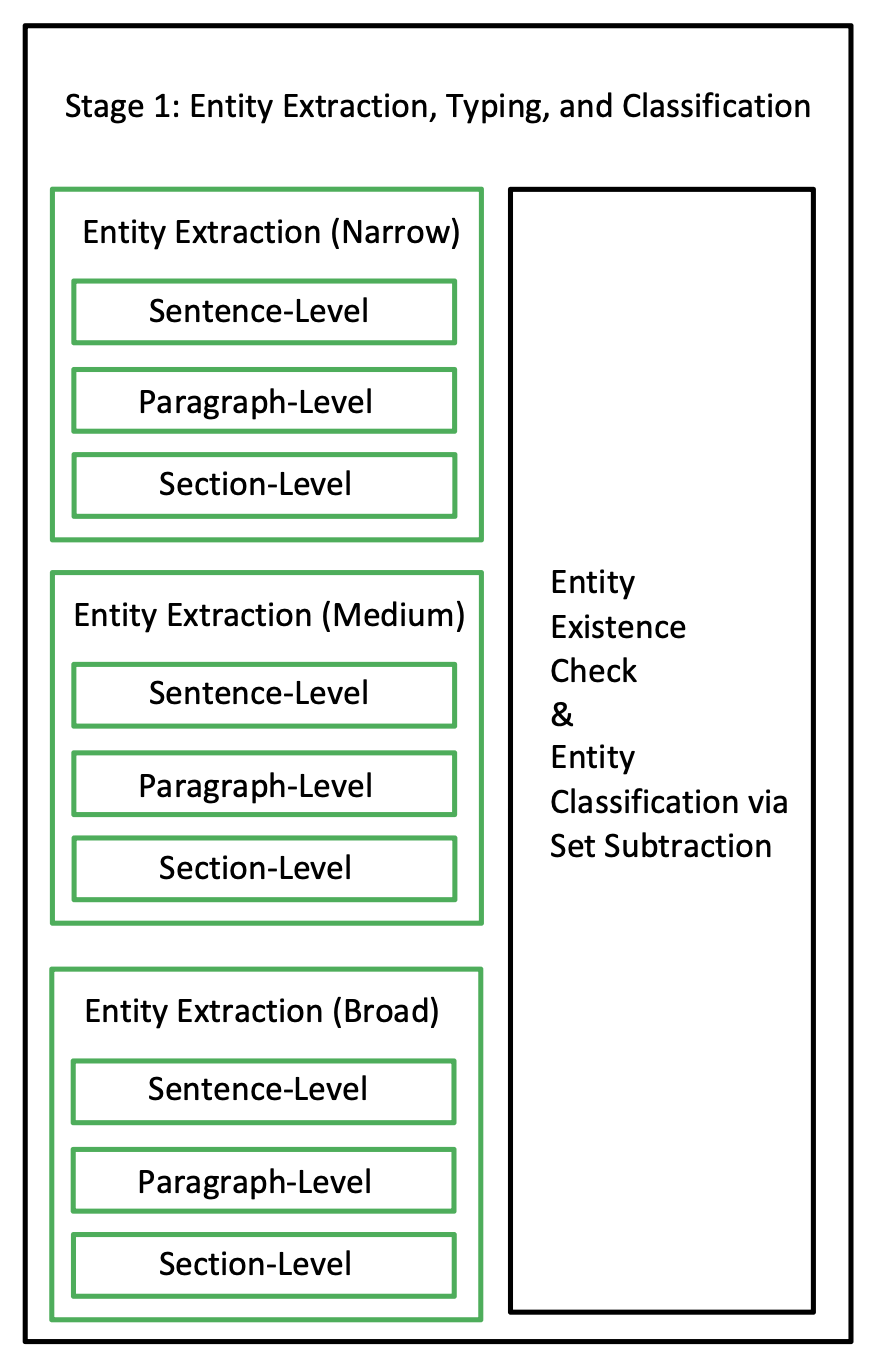 Stage 1: Entity Extraction, Typing, and Classification
Entity Extraction (Narrow)
Sentence-Level
Paragraph-Level
Section-Level
Entity Extraction (Medium)
Sentence-Level
Paragraph-Level
Section-Level
Entity Extraction (Broad)
Sentence-Level
Paragraph-Level
Section-Level
Entity
Existence
Check
&
Entity
Classification via
Set Subtraction